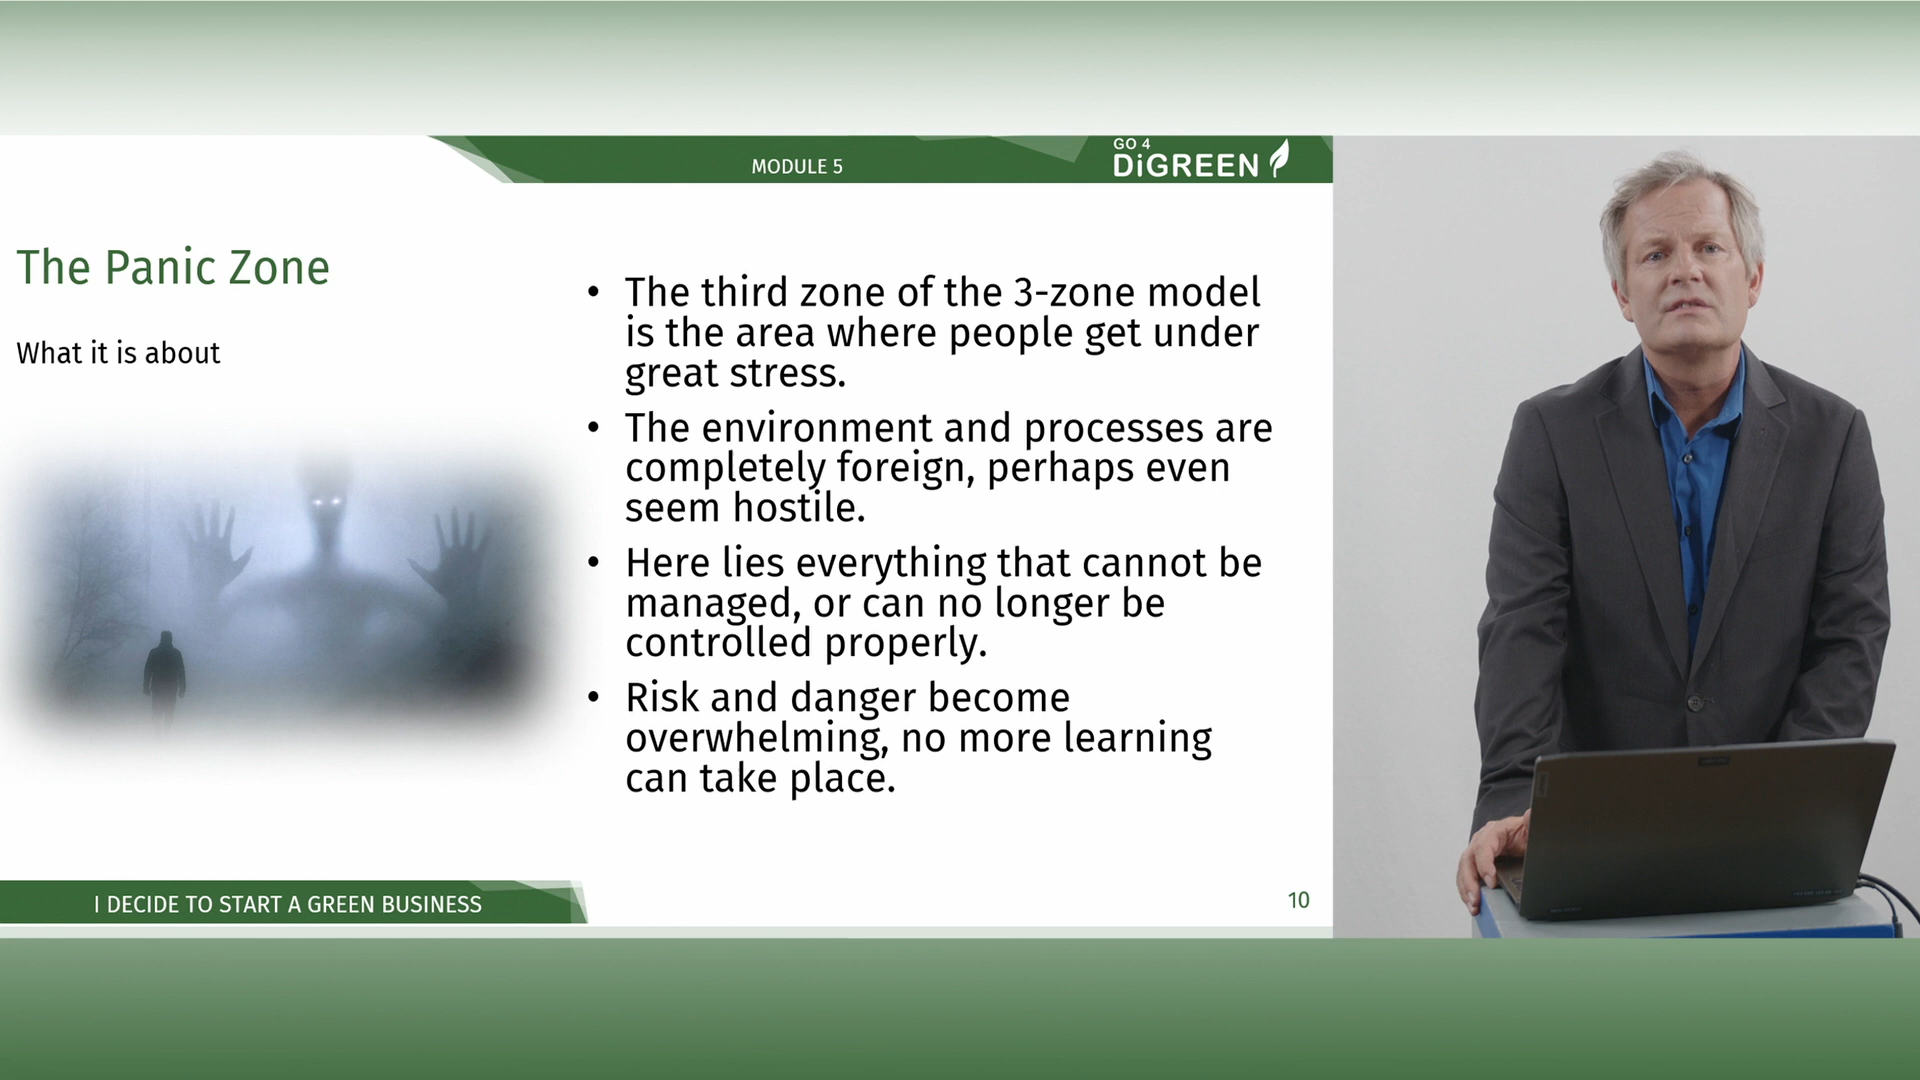 MODULE 5
GO 4
DiGREEN
The Panic Zone
What it is about
• The third zone of the 3-zone model
is the area where people get under
great stress.
• The environment and processes are
completely foreign, perhaps even
seem hostile.
• Here lies everything that cannot be
managed, or can no longer be
controlled properly.
• Risk and danger become
overwhelming, no more learning
can take place.
I DECIDE TO START A GREEN BUSINESS
10